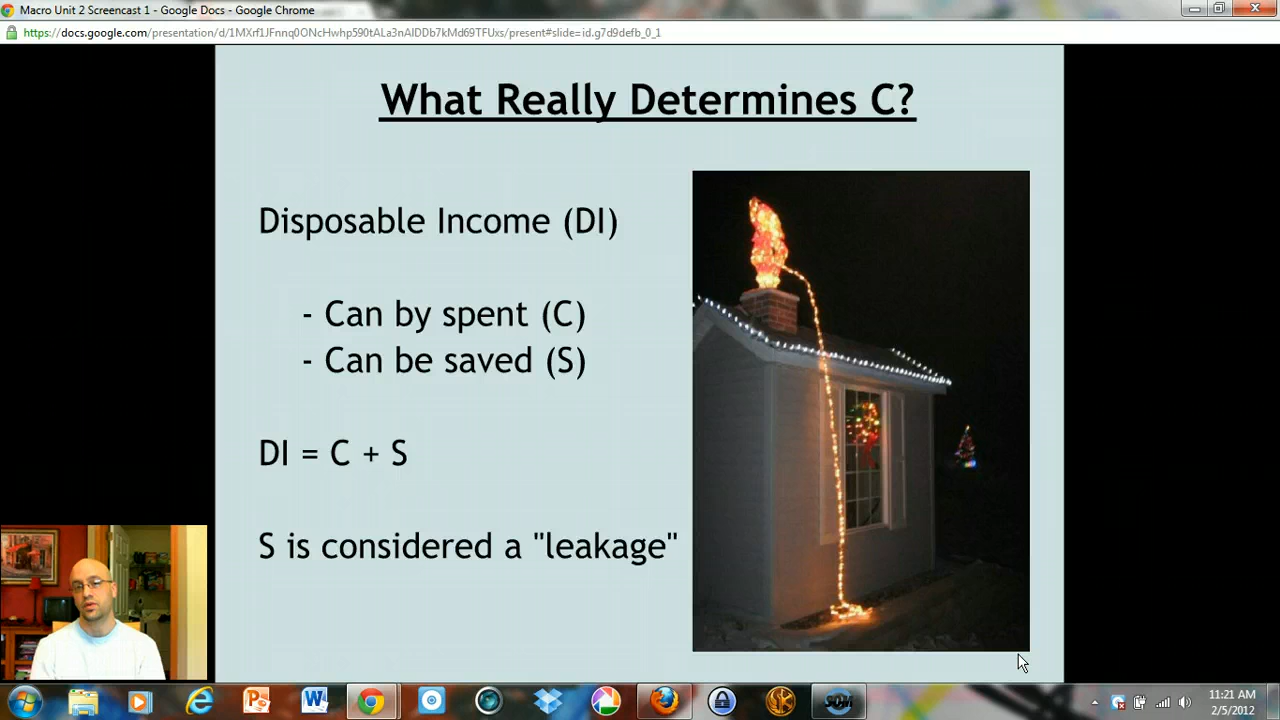 Macro Unit 2 Screencast 1 - Google Docs - Google Chrome
https://docs.google.com/presentation/d/1MXrf1JFnnq0ONcHwhp590tALa3nAIDDb7kMd69TFUxs/present#slide=id.g7d9defb_0_1
What Really Determines C?
Disposable Income (DI)
- Can by spent (C)
- Can be saved (S)
DI = C + S
S is considered a "leakage"
11:21 AM
2/5/2012